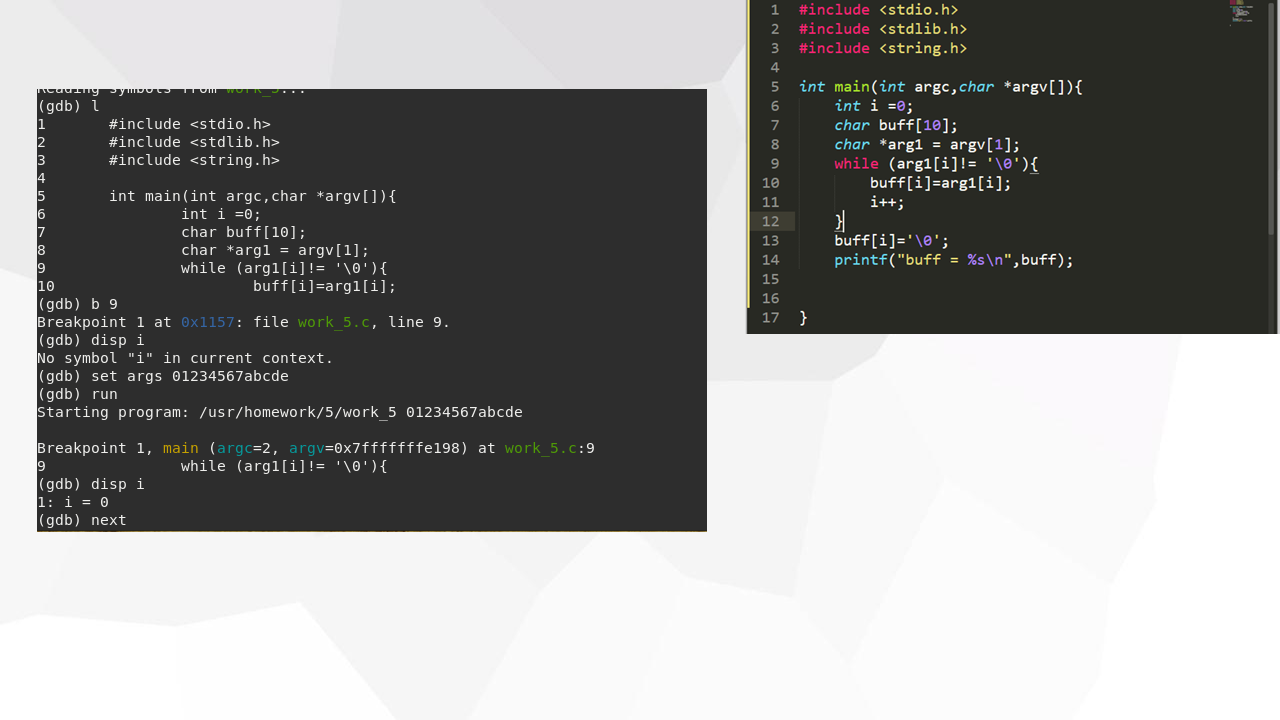 Reading symbols from work_5...
(gdb) l
1 #include <stdio.h>
2 #include <stdlib.h>
3 #include <string.h>
4
5 int main(int argc,char *argv[]){
6 int i =0;
7 char buff[10];
8 char *arg1 = argv[1];
9 while (arg1[i]!= '\0'){
10 buff[i]=arg1[i];
(gdb) b 9
Breakpoint 1 at 0x1157: file work_5.c, line 9.
(gdb) disp i
No symbol "i" in current context.
(gdb) set args 01234567abcde
(gdb) run
Starting program: /usr/homework/5/work_5 01234567abcde
Breakpoint 1, main (argc=2, argv=0x7fffffffe198) at work_5.c:9
9 while (arg1[i]!= '\0'){
(gdb) disp i
1: i = 0
(gdb) next
1 #include <stdio.h>
2 #include <stdlib.h>
3 #include <string.h>
4
5 int main(int argc,char *argv[]){
6 int i =0;
7 char buff[10];
8 char *arg1 = argv[1];
9 while (arg1[i]!= '\0'){
10 buff[i]=arg1[i];
11 i++;
12 }
13 buff[i]='\0';
14 printf("buff = %s\n",buff);
15
16
17 }